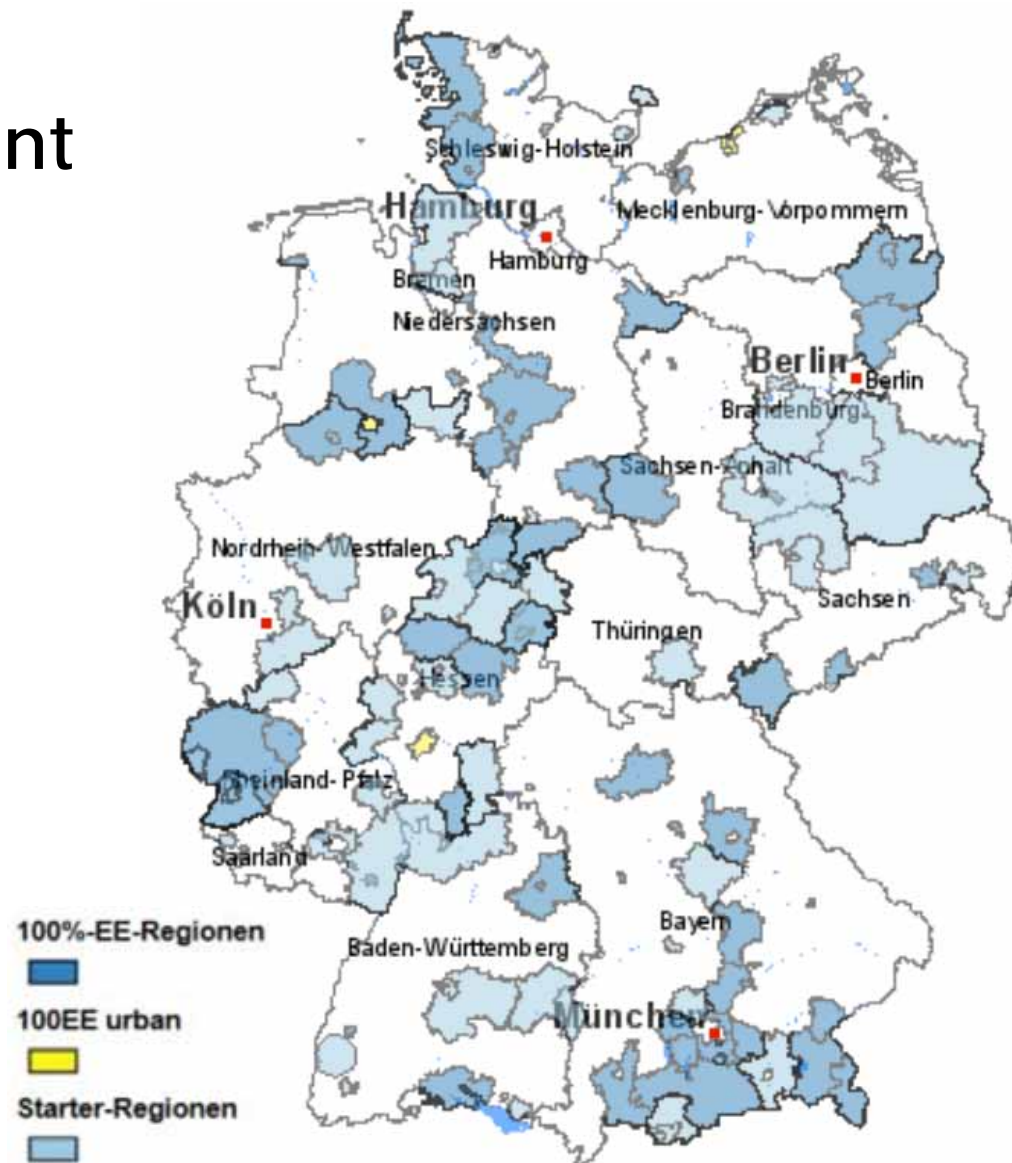 nt
Schleswig-Holstein
Hamburg
Mecklenburg-Vorpommern
Hamburg
Bremen
Niedersachsen
Berlin
Berlin
Brandenburg
Sachsen-Anhalt
Nordrhein-Westfalen
Köln
Sachsen
Thüringen
Hessen
Rheinland-Pfalz
Saarland
Bayern
100%-EE-Regionen
Baden-Württemberg
100EE urban
München
Starter-Regionen